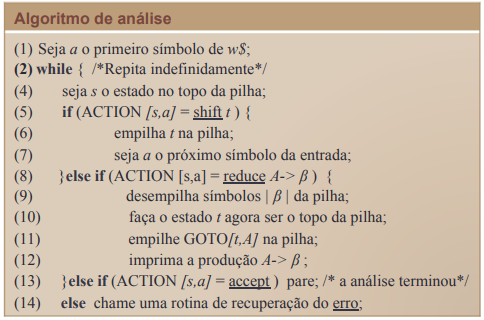 Algoritmo de análise
(1) Seja a o primeiro símbolo de w$;
(2) while { /*Repita indefinidamente*/
(4) seja s o estado no topo da pilha;
(5) if (ACTION [s,a] = shift t ) {
(6) empilha t na pilha;
(7) seja a o próximo símbolo da entrada;
(8) }else if (ACTION [s,a] = reduce A-> β ) {
(9) desempilha símbolos | β | da pilha;
(10) faça o estado t agora ser o topo da pilha;
(11) empilhe GOTO[t,A] na pilha;
(12) imprima a produção A-> β ;
(13) }else if (ACTION [s,a] = accept ) pare; /* a análise terminou*/
(14) else chame uma rotina de recuperação do erro;